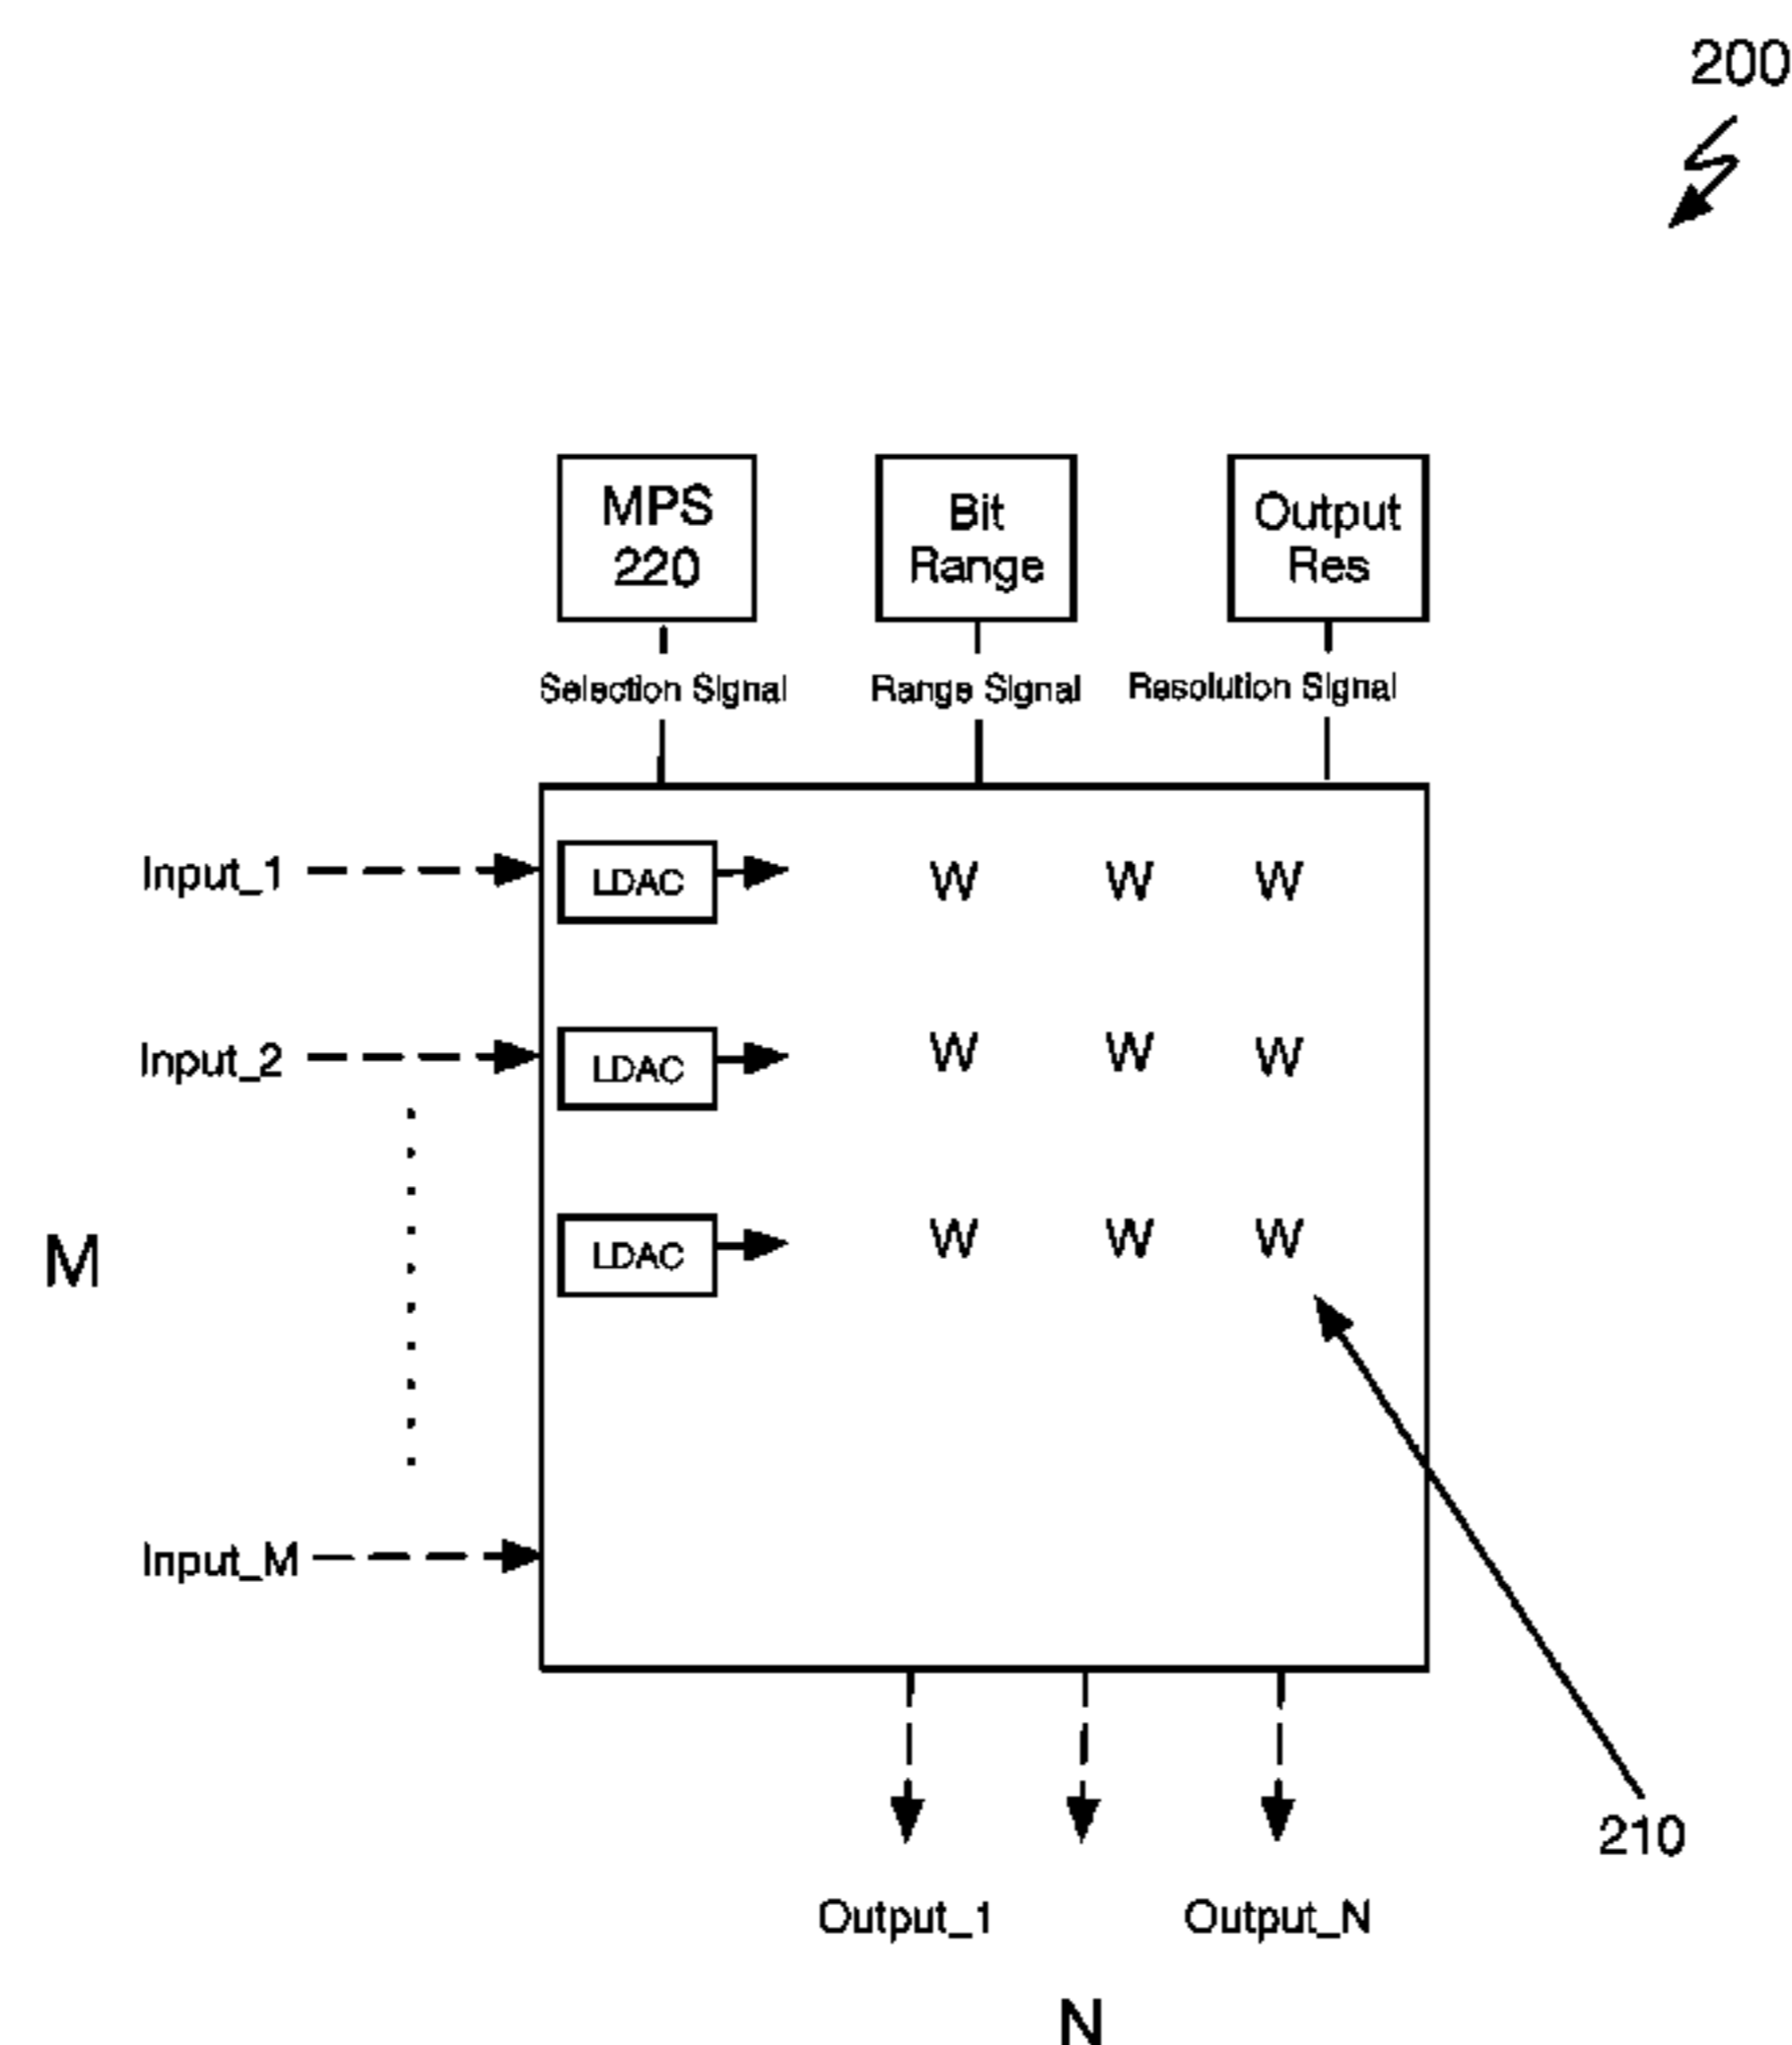 200
MPS
220
Bit
Range
Output
Res
Selection Signal
Range Signal
Resolution Signal
Input_1
LDAC
W W W
Input_2
LDAC
W W W
M
LDAC
W W W
Input_M
210
Output_1
Output_N
N